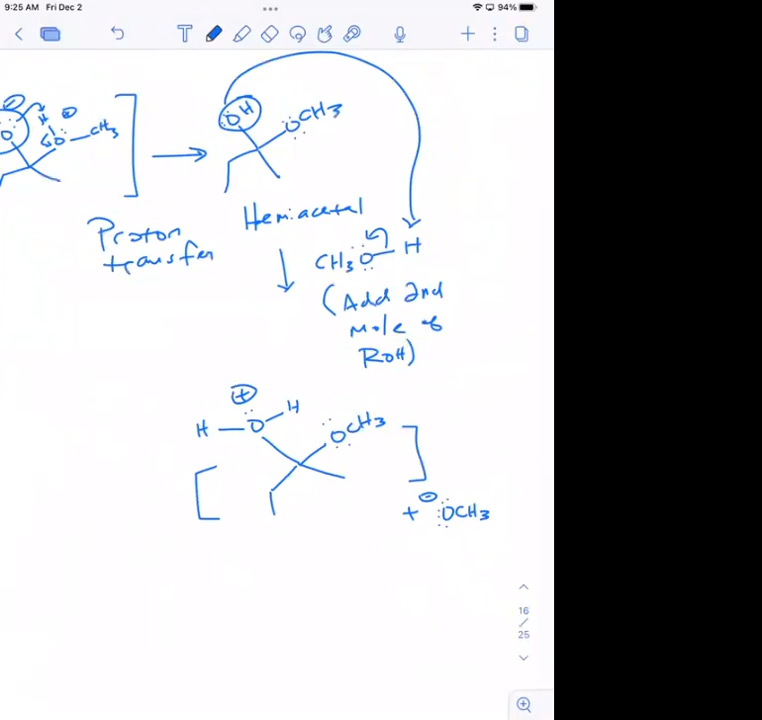 9:25 AM Fri Dec 2
94%
T
H
O
O
CH3
OH
OCH3
Proton
transfer
Hemiacetal
CH3O
H
(Add 2nd
mole of
ROH)
+
H
O
H
OCH3
+
-
OCH3
16
/
25